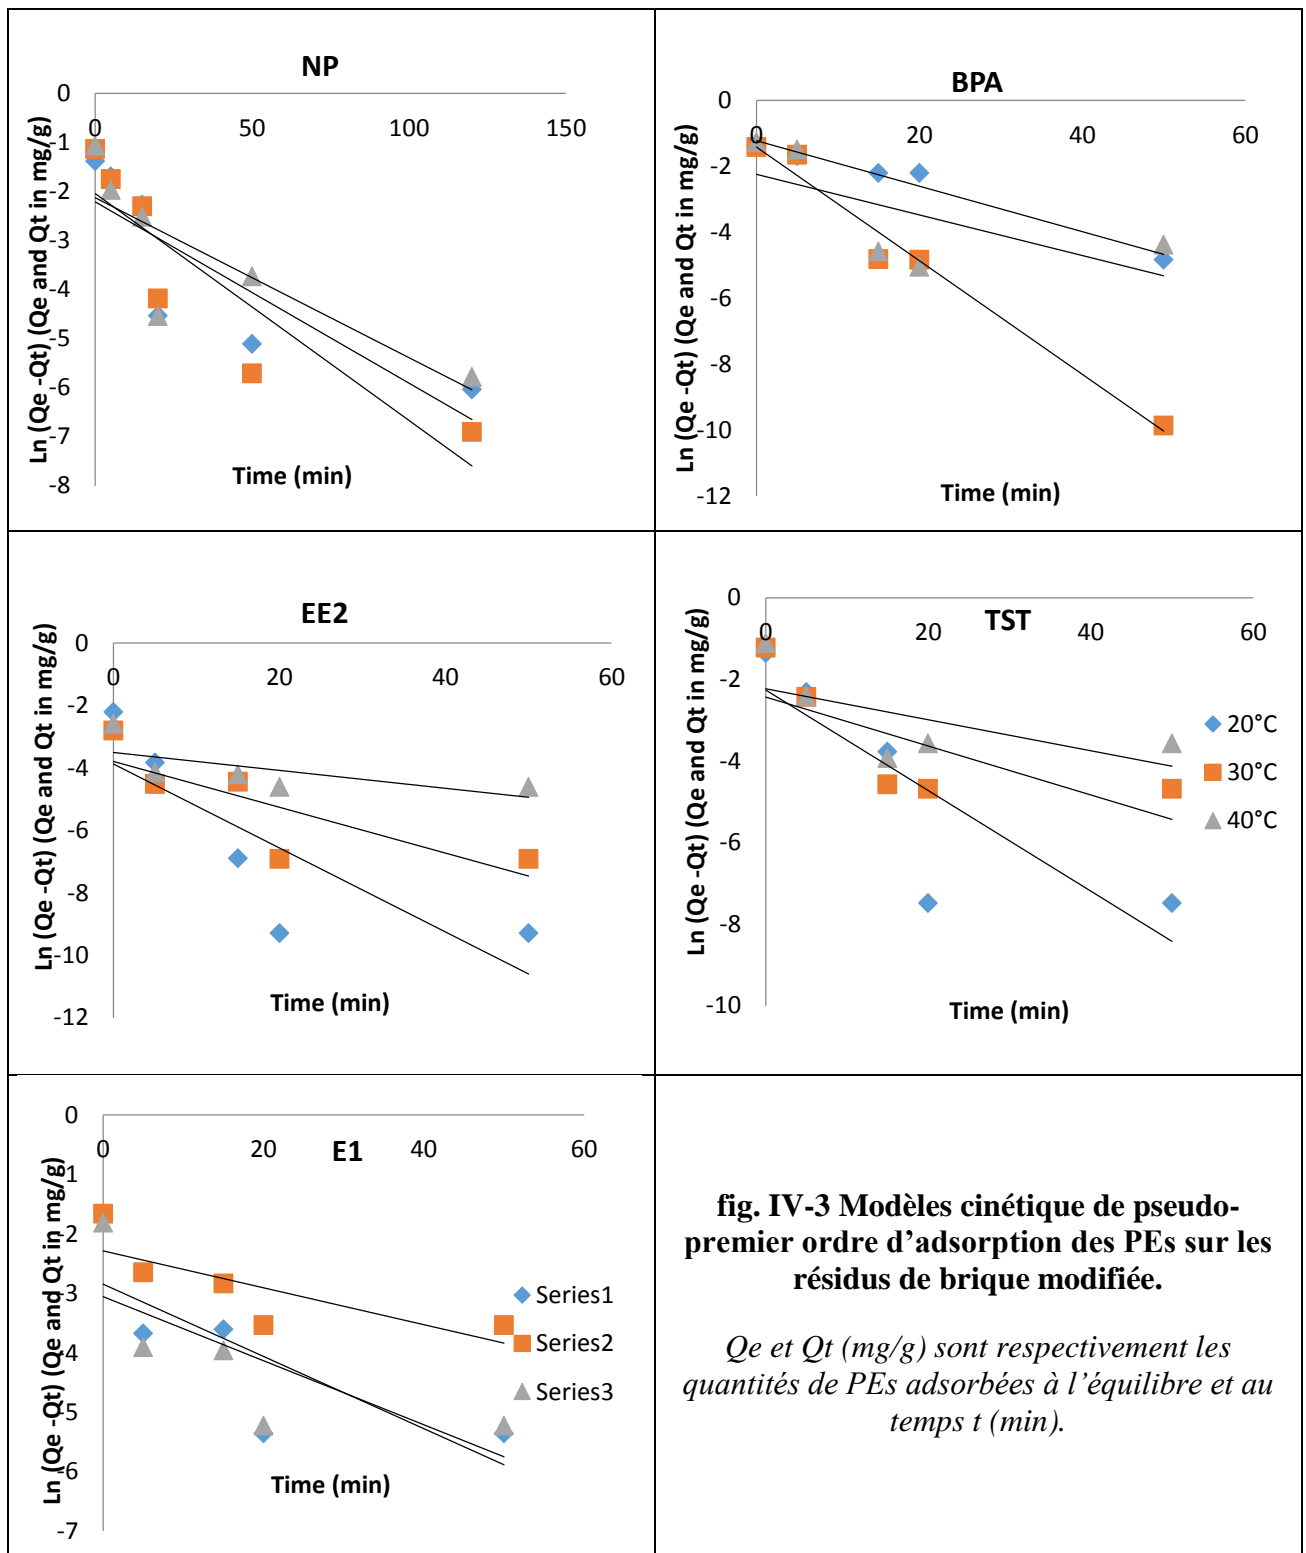 NP
0
0
50
100
150
-1
-2
-3
-4
-5
-6
-7
-8
Ln (Qe -Qt) (Qe and Qt in mg/g)
Time (min)
BPA
0
0
20
40
60
-2
-4
-6
-8
-10
-12
Ln (Qe -Qt) (Qe and Qt in mg/g)
Time (min)
EE2
0
0
20
40
60
-2
-4
-6
-8
-10
-12
Ln (Qe -Qt) (Qe and Qt in mg/g)
Time (min)
TST
0
0
20
40
60
-2
-4
-6
-8
-10
Ln (Qe -Qt) (Qe and Qt in mg/g)
Time (min)
20°C
30°C
40°C
E1
0
0
20
40
60
-1
-2
-3
-4
-5
-6
-7
Ln (Qe -Qt) (Qe and Qt in mg/g)
Time (min)
Series1
Series2
Series3
fig. IV-3 Modèles cinétique de pseudo-
premier ordre d’adsorption des PEs sur les
résidus de brique modifiée.
Qe et Qt (mg/g) sont respectivement les
quantités de PEs adsorbées à l’équilibre et au
temps t (min).